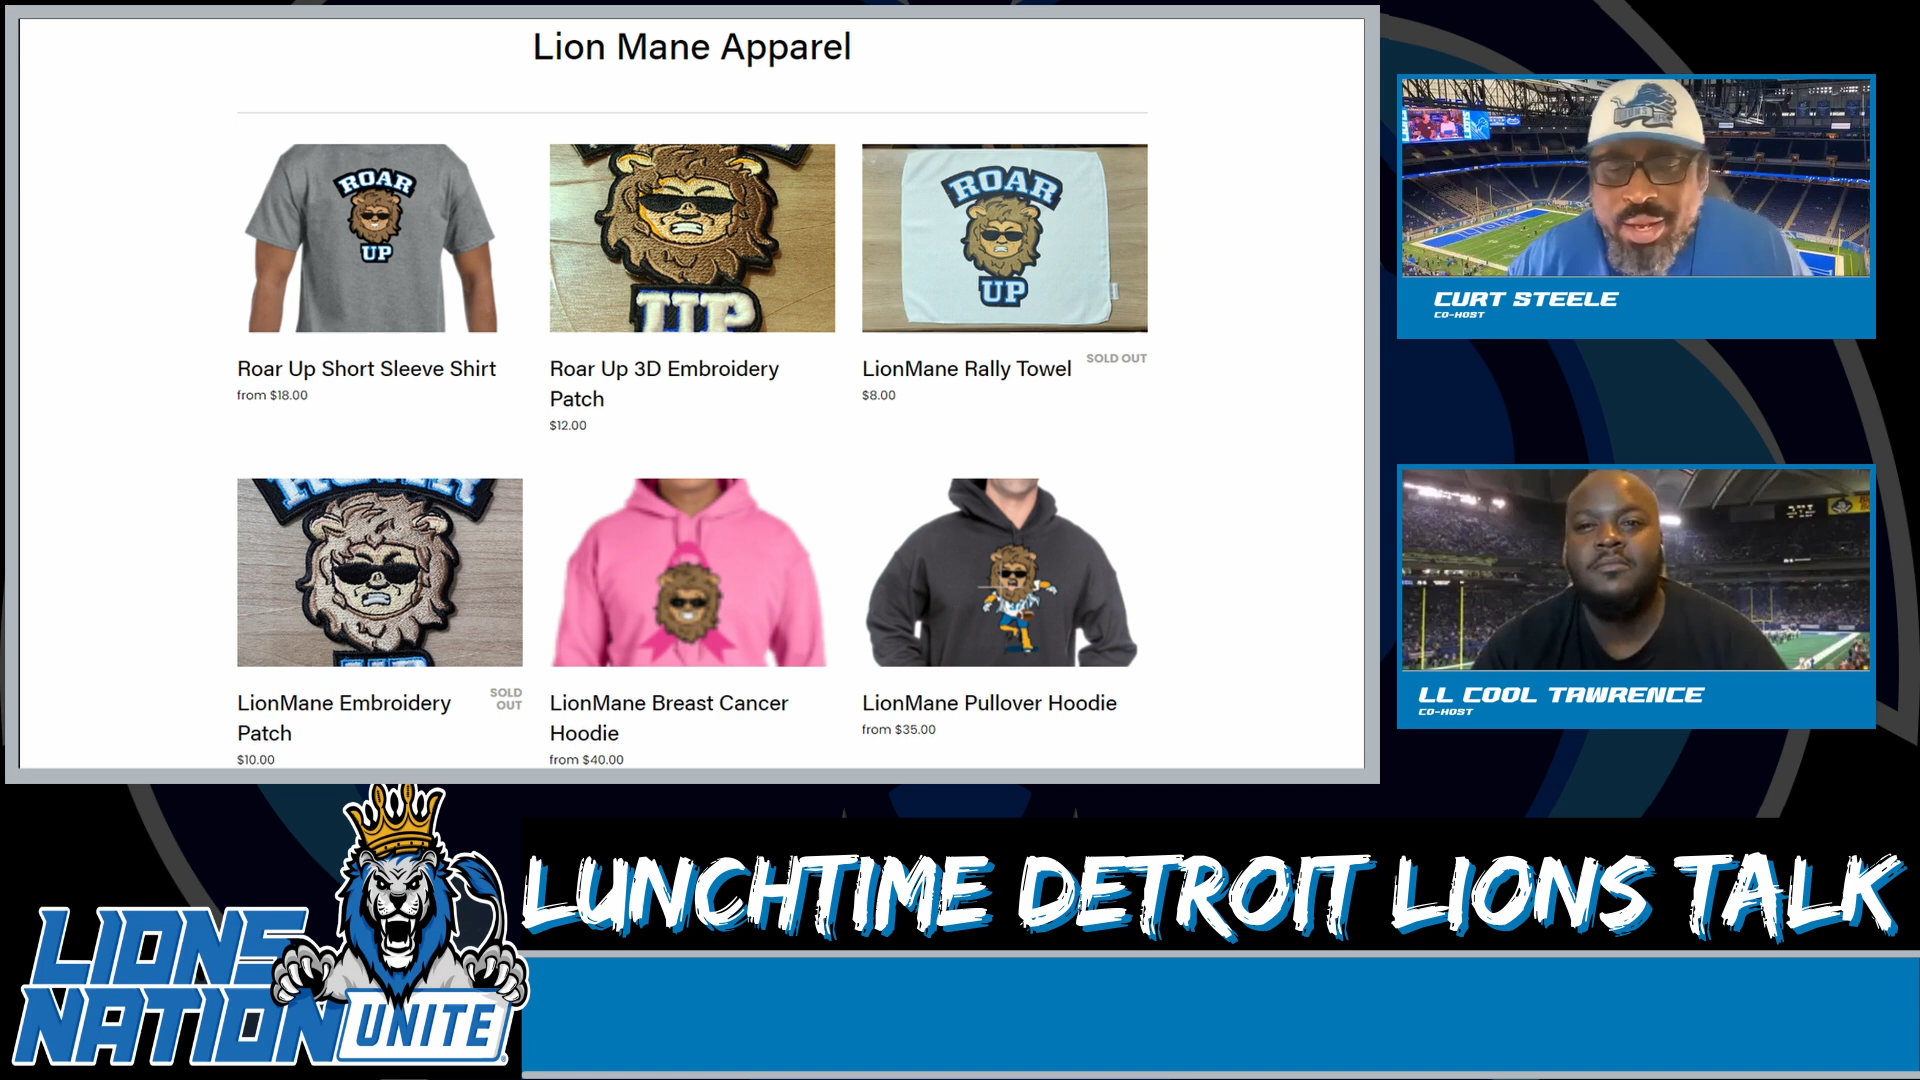 Lion Mane Apparel
ROAR
UP
UP
ROAR
UP
Roar Up Short Sleeve Shirt
from $18.00
Roar Up 3D Embroidery
Patch
$12.00
LionMane Rally Towel
SOLD OUT
$8.00
LionMane Embroidery
Patch
SOLD
OUT
$10.00
LionMane Breast Cancer
Hoodie
from $40.00
LionMane Pullover Hoodie
from $35.00
LIONS
CURT STEELE
CO-HOST
LL COOL TAWRENCE
CO-HOST
LIONS
NATION
UNITE
LUNCHTIME DETROIT LIONS TALK